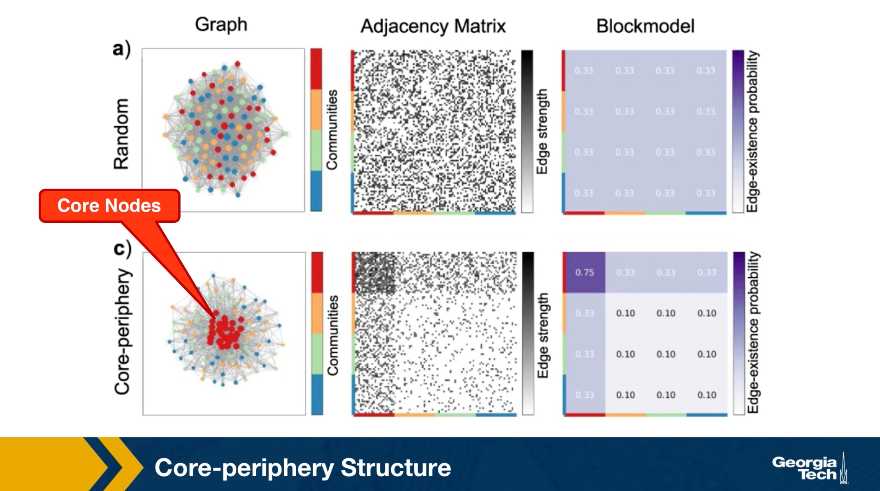 Graph
Adjacency Matrix
Blockmodel
a)
Random
Communities
Edge strength
0.33 0.33 0.33 0.33
0.33 0.33 0.33 0.33
0.33 0.33 0.33 0.33
0.33 0.33 0.33 0.33
Edge-existence probability
Core Nodes
c)
Core-periphery
Communities
Edge strength
0.75 0.33 0.33 0.33
0.33 0.10 0.10 0.10
0.33 0.10 0.10 0.10
0.33 0.10 0.10 0.10
Edge-existence probability
Core-periphery Structure
Georgia
Tech